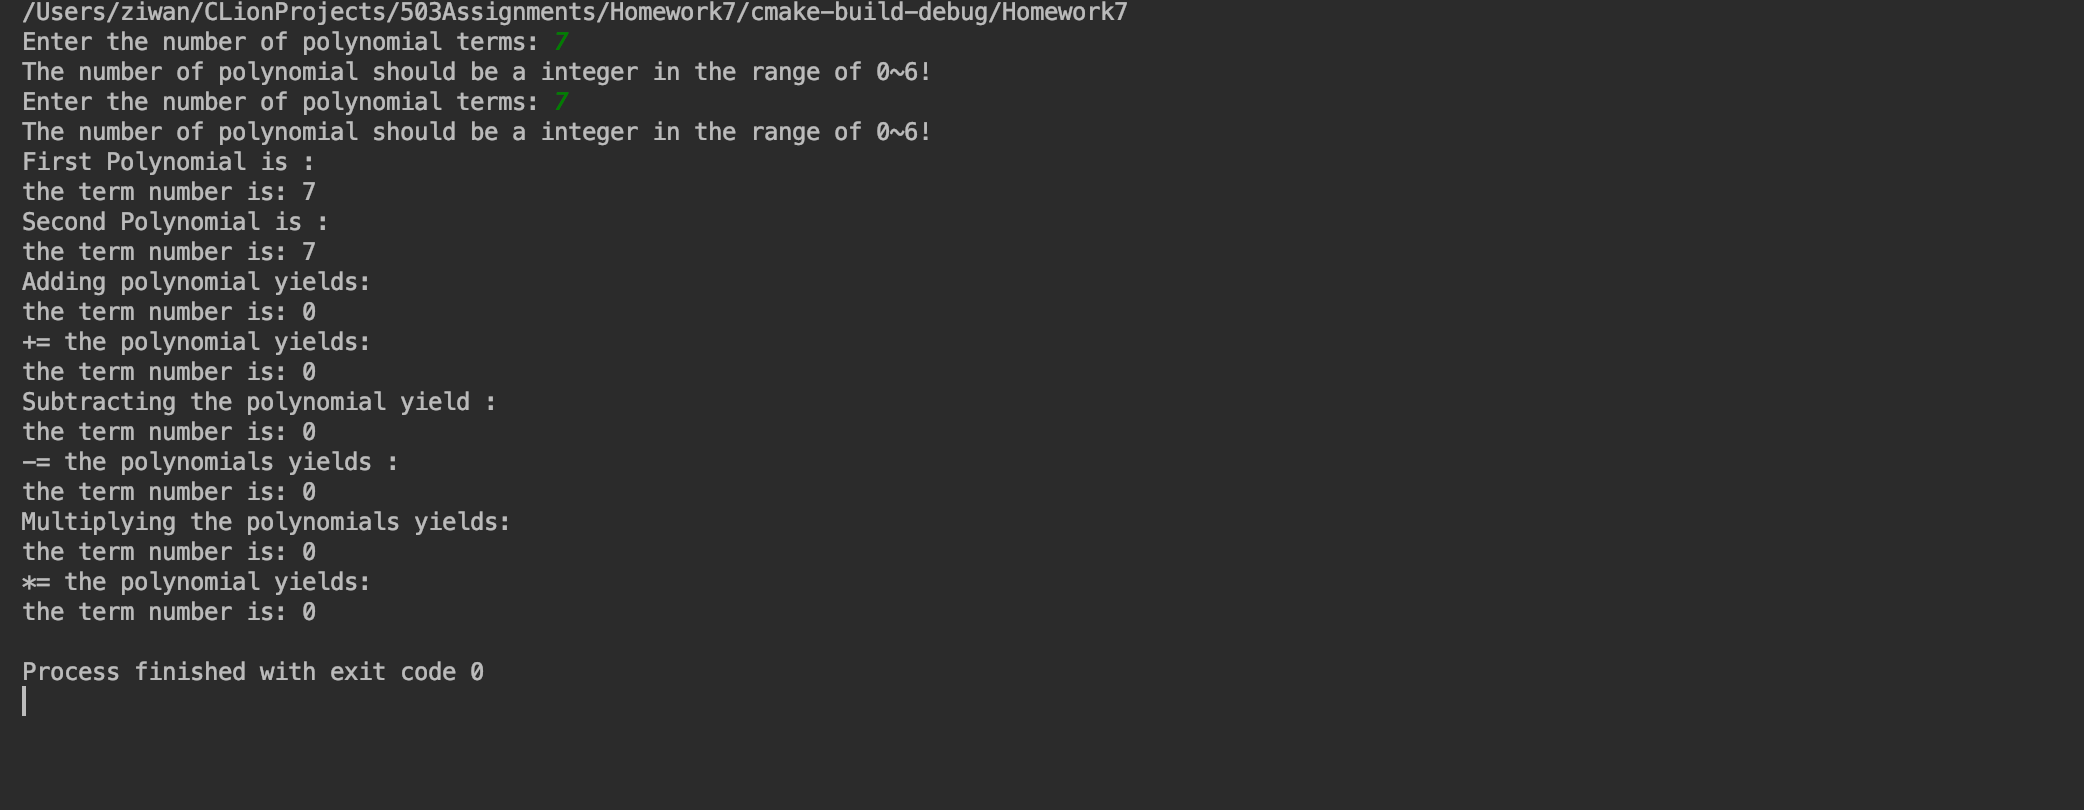 /Users/ziwan/CLionProjects/503Assignments/Homework7/cmake-build-debug/Homework7
Enter the number of polynomial terms: 7
The number of polynomial should be a integer in the range of 0~6!
Enter the number of polynomial terms: 7
The number of polynomial should be a integer in the range of 0~6!
First Polynomial is :
the term number is: 7
Second Polynomial is :
the term number is: 7
Adding polynomial yields:
the term number is: 0
+= the polynomial yields:
the term number is: 0
Subtracting the polynomial yield :
the term number is: 0
-= the polynomials yields :
the term number is: 0
Multiplying the polynomials yields:
the term number is: 0
*= the polynomial yields:
the term number is: 0
Process finished with exit code 0